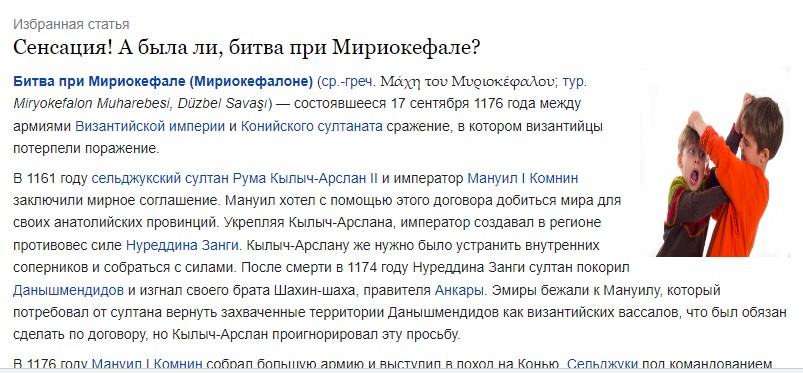 Избранная статья
Сенсация! А была ли, битва при Мириокефале?
Битва при Мириокефале (Мириокефалоне) (ср.-греч. Μάχη του Μυριοκέφαλου; тур.
Miryokefalon Muharebesi, Düzbel Savaşı) — состоявшееся 17 сентября 1176 года между
армиями Византийской империи и Конийского султаната сражение, в котором византийцы
потерпели поражение.
В 1161 году сельджукский султан Рума Кылыч-Арслан II и император Мануил I Комнин
заключили мирное соглашение. Мануил хотел с помощью этого договора добиться мира для
своих анатолийских провинций. Укрепляя Кылыч-Арслана, император создавал в регионе
противовес силе Нуреддина Занги. Кылыч-Арслану же нужно было устранить внутренних
соперников и собраться с силами. После смерти в 1174 году Нуреддина Занги султан покорил
Данышмендидов и изгнал своего брата Шахин-шаха, правителя Анкары. Эмиры бежали к Мануилу, который
потребовал от султана вернуть захваченные территории Данышмендидов как византийских вассалов, что был обязан
сделать по договору, но Кылыч-Арслан проигнорировал эту просьбу.
В 1176 году Мануил I Комнин собрал большую армию и выступил в поход на Конью. Сельджуки под командованием